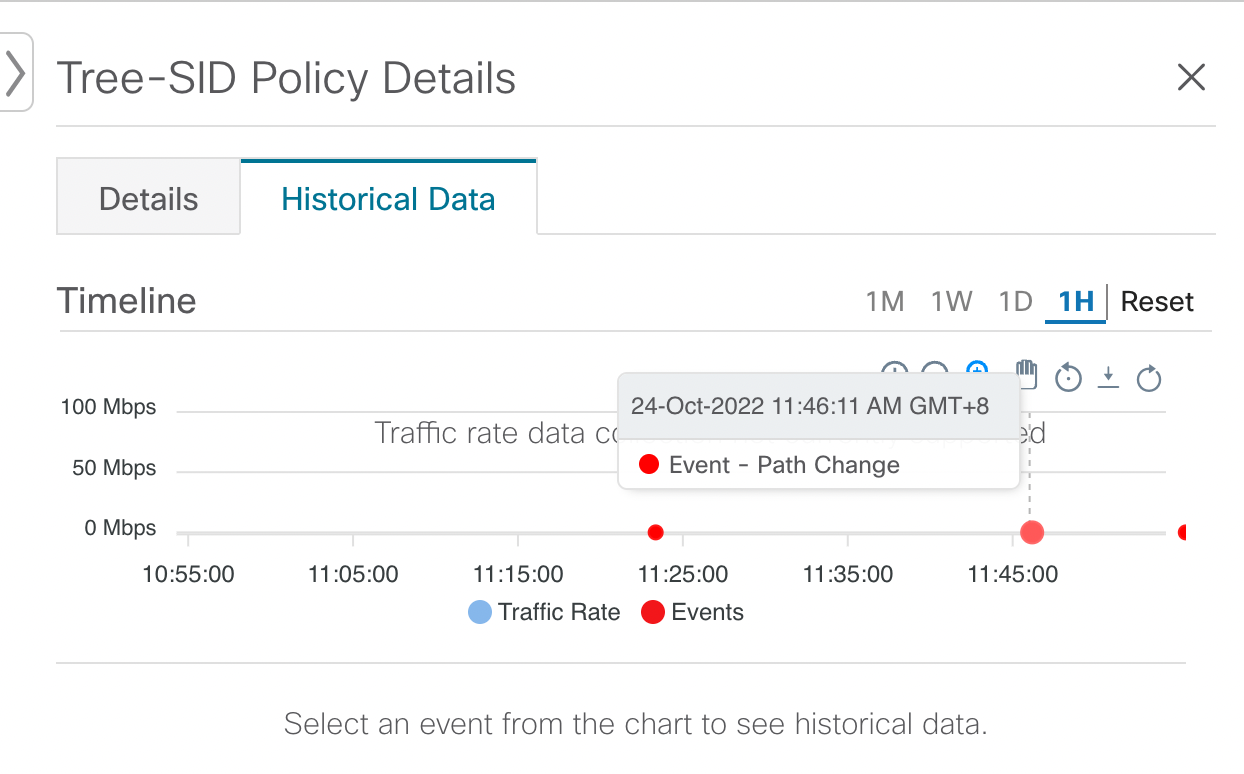 Tree-SID Policy Details
Details
Historical Data
Timeline
1M 1W 1D 1H Reset
24-Oct-2022 11:46:11 AM GMT+8
Event - Path Change
100 Mbps
Traffic rate data
50 Mbps
0 Mbps
10:55:00 11:05:00 11:15:00 11:25:00 11:35:00 11:45:00
Traffic Rate Events
Select an event from the chart to see historical data.